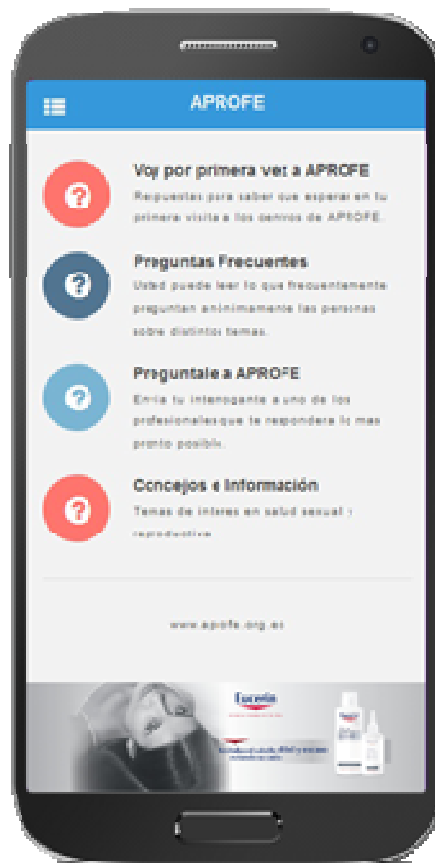 APROFE
Voy por primera vez a APROFE
Respuestas para saber que esperar en tu
primera visita a los centros de APROFE.
Preguntas Frecuentes
Usted puede leer lo que frecuentemente
preguntan anónimamente las personas
sobre distintos temas.
Preguntale a APROFE
Envia tu interrogante a uno de los
profesionales que te respondera lo mas
pronto posible.
Concejos e Información
Temas de interes en salud sexual y
reproductiva
www.aprofe.org.ec
Eucerin